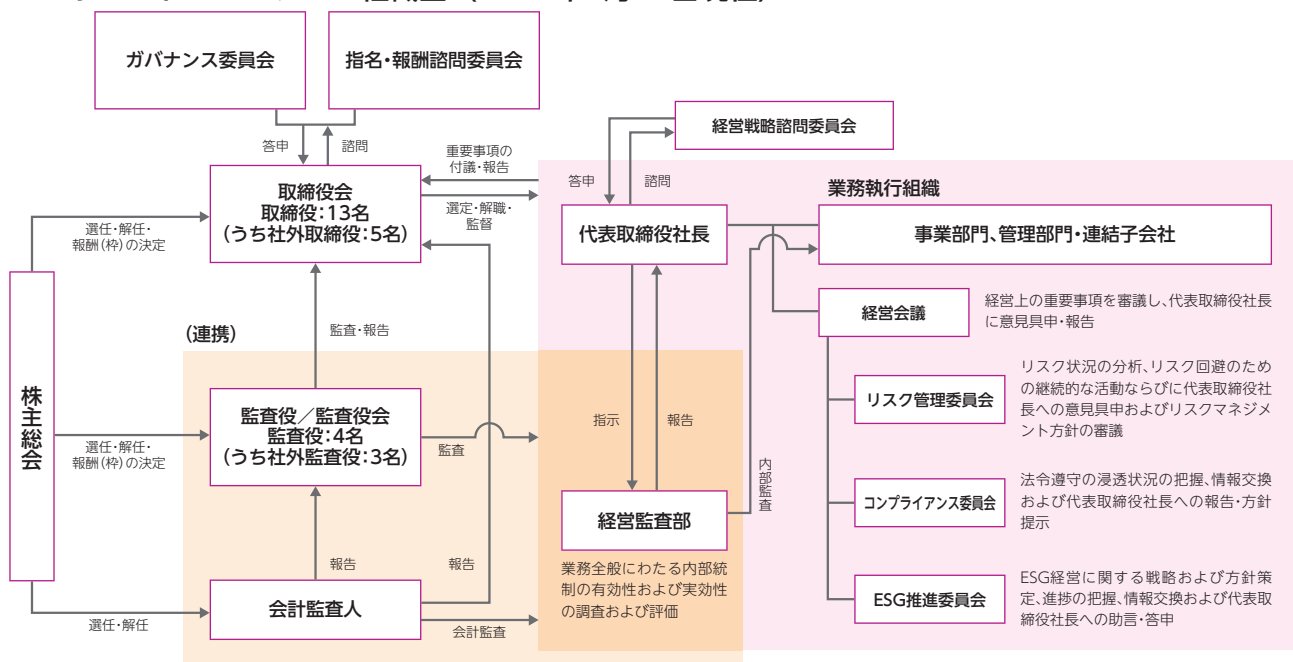 ガバナンス委員会
指名・報酬諮問委員会
経営戦略諮問委員会
答申
諮問
重要事項の
付議・報告
答申
諮問
業務執行組織
取締役会
取締役：13名
（うち社外取締役：5名）
選定・解職・
監督
代表取締役社長
事業部門、管理部門・連結子会社
選任・解任・
報酬（枠）の決定
経営会議
経営上の重要事項を審議し、代表取締役社長
に意見具申・報告
（連携）
監査・報告
株主総会
監査役／監査役会
監査役：4名
（うち社外監査役：3名）
監査
指示
報告
リスク管理委員会
リスク状況の分析、リスク回避のため
の継続的な活動ならびに代表取締役社
長への意見具申およびリスクマネジメ
ント方針の審議
選任・解任・
報酬（枠）の決定
内部監査
コンプライアンス委員会
法令遵守の浸透状況の把握、情報交換
および代表取締役社長への報告・方針
提示
経営監査部
業務全般にわたる内部統
制の有効性および実効性
の調査および評価
報告
報告
会計監査人
選任・解任
会計監査
ESG推進委員会
ESG経営に関する戦略および方針策
定、進捗の把握、情報交換および代表取
締役社長への助言・答申